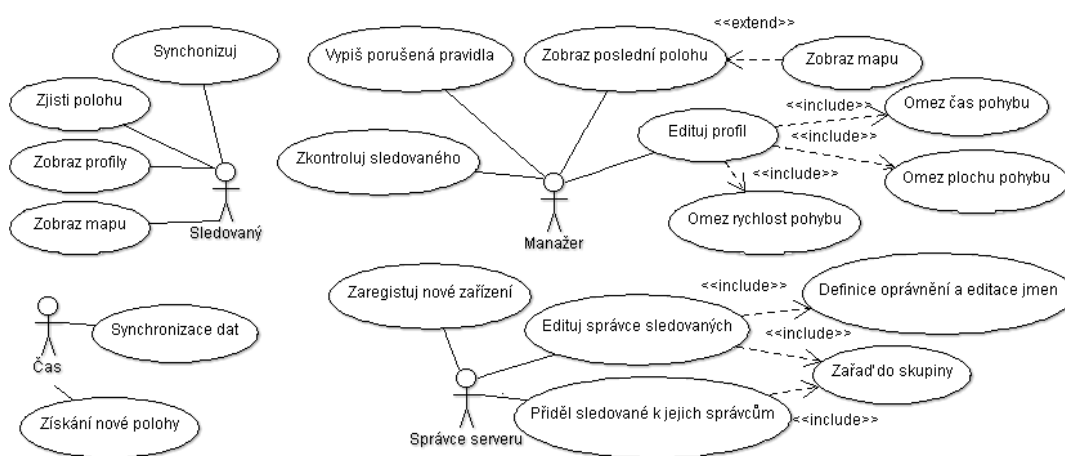 <<extend>>
Synchonizuj
Vypiš porušená pravidla
Zobraz poslední polohu
Zobraz mapu
Zjisti polohu
<<include>>
Omez čas pohybu
Edituj profil
<<include>>
Zobraz profily
Zkontroluj sledovaného
<<include>>
Omez plochu pohybu
Zobraz mapu
Sledovaný
Omez rychlost pohybu
Manažer
Zaregistuj nové zařízení
<<include>>
Definice oprávnění a editace jmen
Synchronizace dat
Edituj správce sledovaných
<<include>>
Čas
Zařaď do skupiny
Získání nové polohy
Přiděl sledované k jejich správcům
<<include>>
Správce serveru